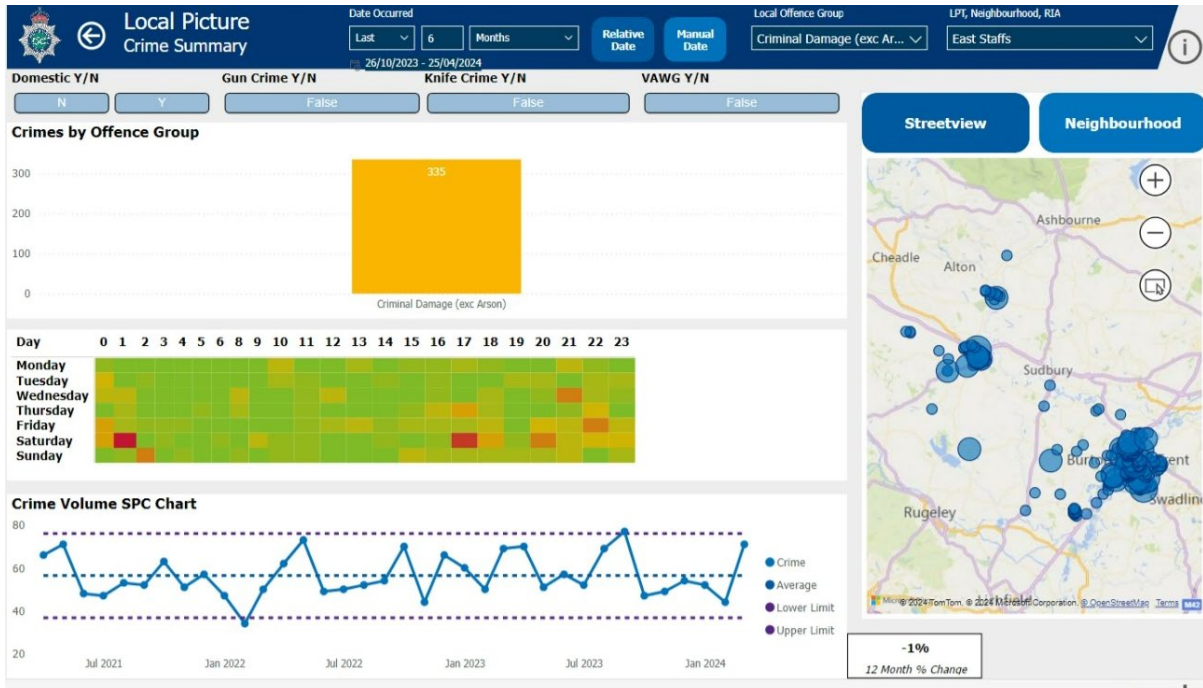 Local Picture
Crime Summary
Date Occurred
Last 6 Months
26/10/2023 - 25/04/2024
Relative
Date
Manual
Date
Local Offence Group
Criminal Damage (exc Ar...
LPT, Neighbourhood, RIA
East Staffs
Domestic Y/N Gun Crime Y/N Knife Crime Y/N VAWG Y/N
N Y False False False
Crimes by Offence Group
300
200
100
0
335
Criminal Damage (exc Arson)
Day 0 1 2 3 4 5 6 8 9 10 11 12 13 14 15 16 17 18 19 20 21 22 23
Monday
Tuesday
Wednesday
Thursday
Friday
Saturday
Sunday
Crime Volume SPC Chart
80
60
40
20
Jul 2021 Jan 2022 Jul 2022 Jan 2023 Jul 2023 Jan 2024
Crime
Average
Lower Limit
Upper Limit
Streetview
Neighbourhood
Ashbourne
Cheadle
Alton
Sudbury
Burto
rent
Swadlinc
Rugeley
© 2024 TomTom, © 2024 Microsoft Corporation, © OpenStreetMap Terms
M42
-1%
12 Month % Change